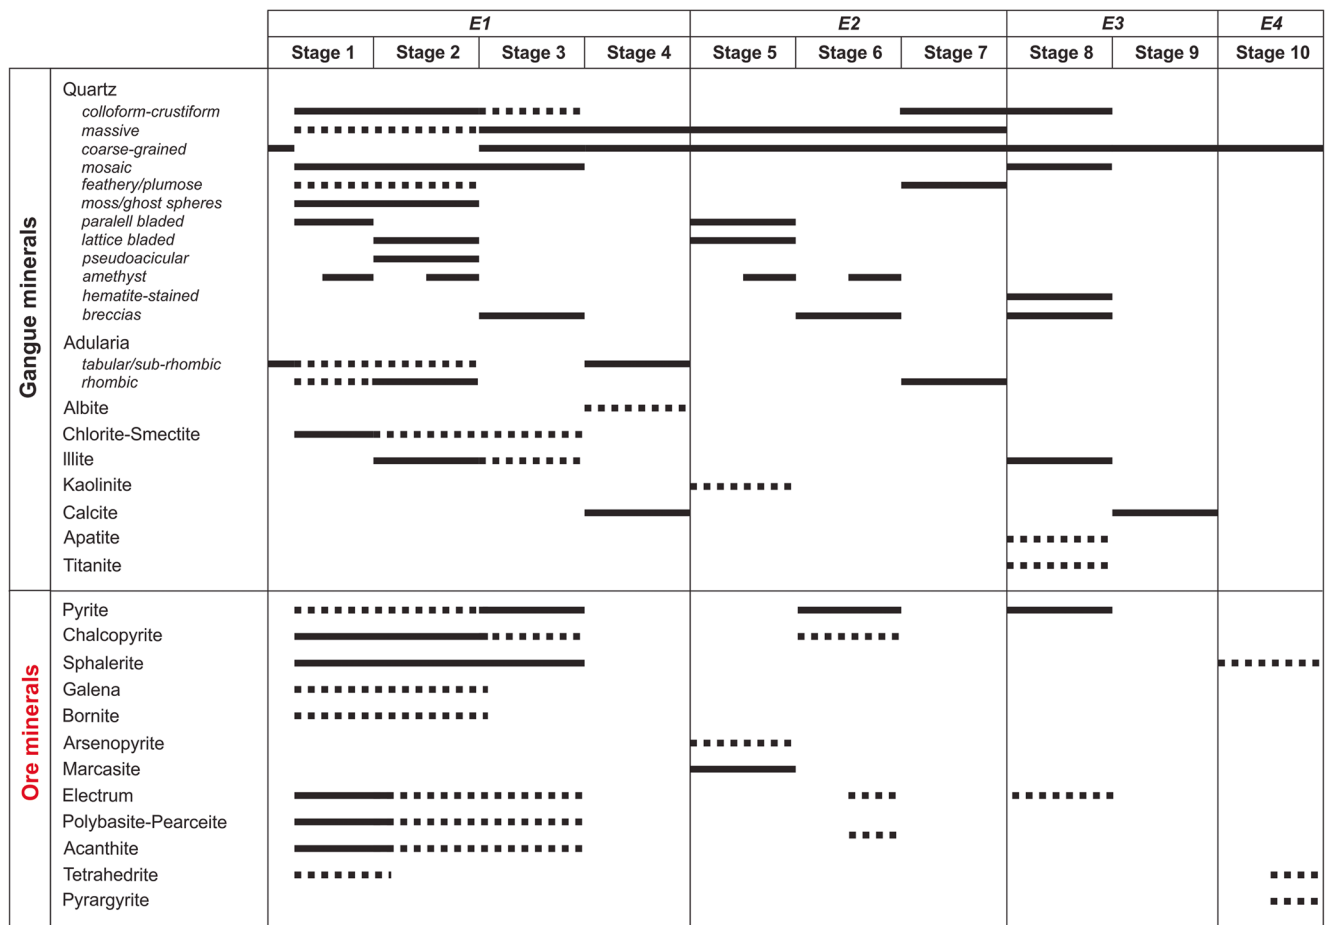 E1 E2 E3 E4
Stage 1 Stage 2 Stage 3 Stage 4 Stage 5 Stage 6 Stage 7 Stage 8 Stage 9 Stage 10
Gangue minerals
Quartz
colloform-crustiform
massive
coarse-grained
mosaic
feathery/plumose
moss/ghost spheres
paralell bladed
lattice bladed
pseudoacicular
amethyst
hematite-stained
breccias
Adularia
tabular/sub-rhombic
rhombic
Albite
Chlorite-Smectite
Illite
Kaolinite
Calcite
Apatite
Titanite
Ore minerals
Pyrite
Chalcopyrite
Sphalerite
Galena
Bornite
Arsenopyrite
Marcasite
Electrum
Polybasite-Pearceite
Acanthite
Tetrahedrite
Pyrargyrite